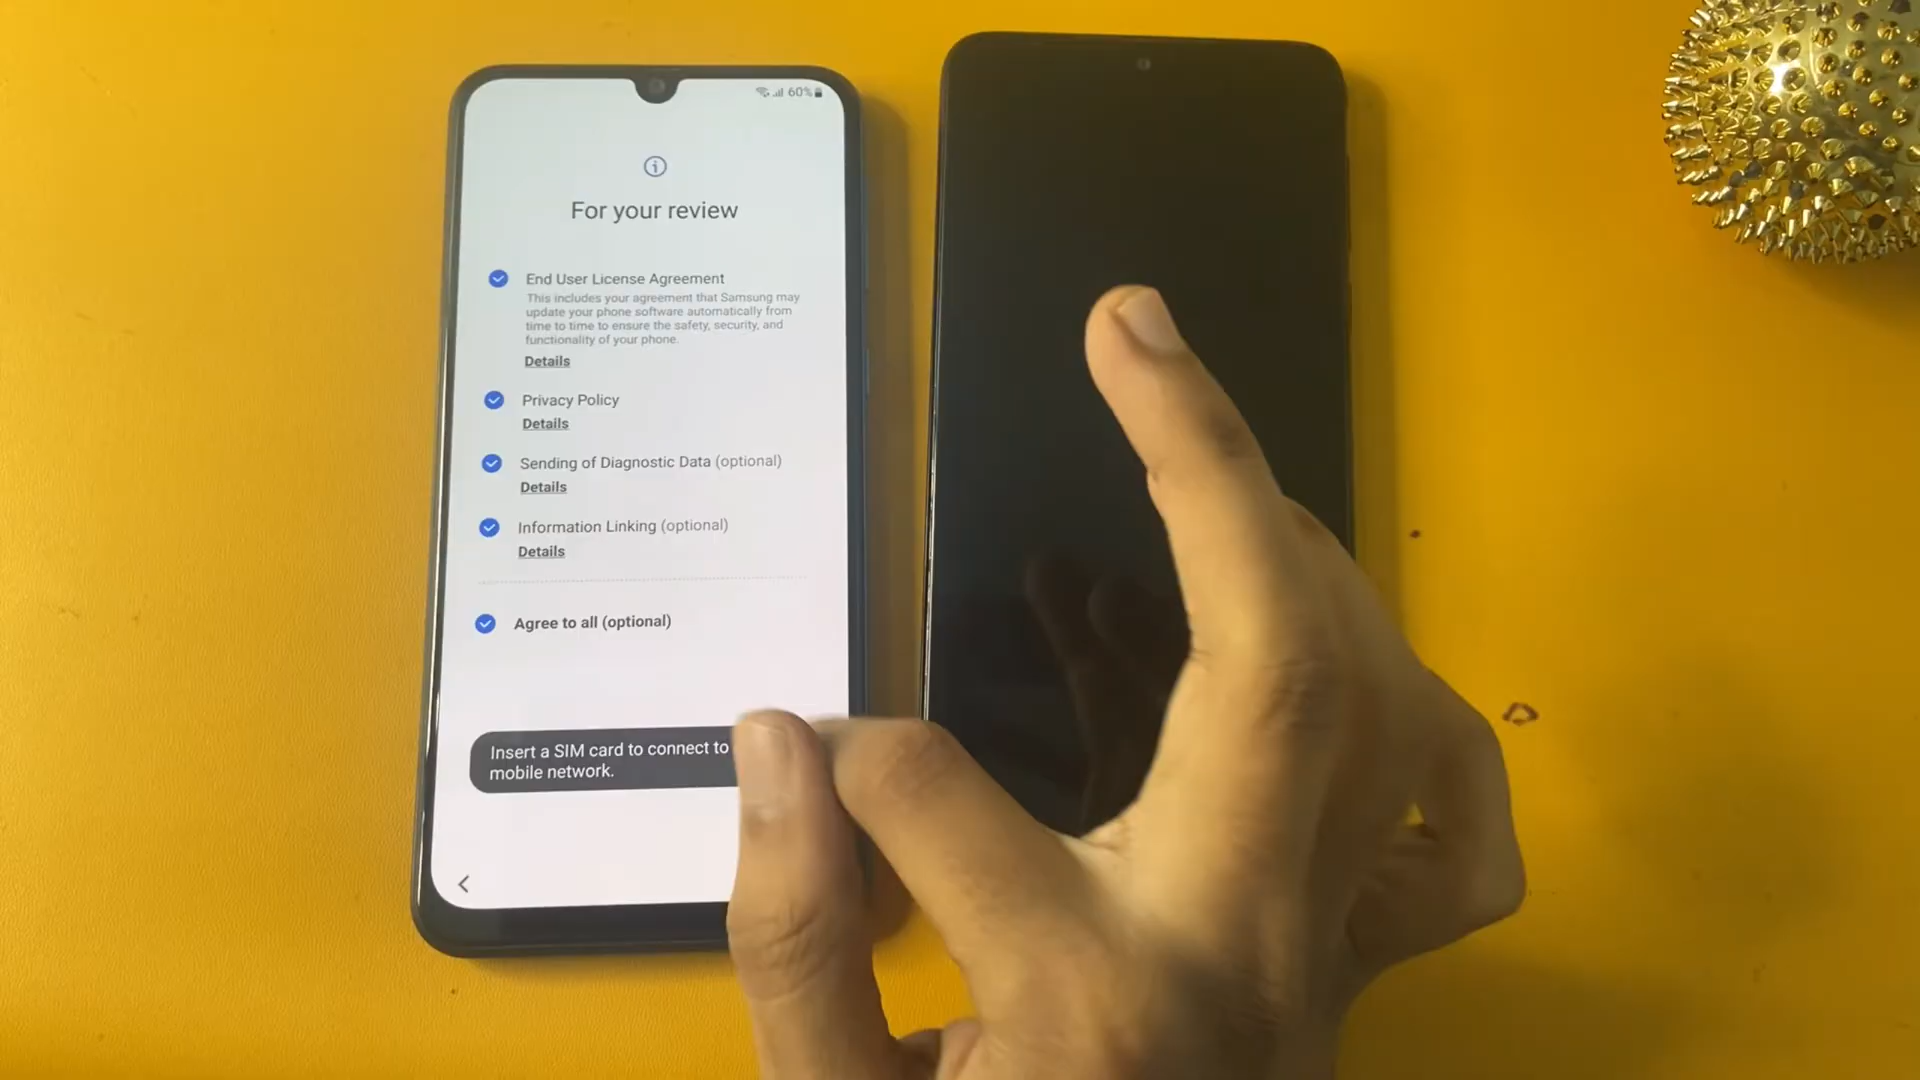 60%
For your review
End User License Agreement
This includes your agreement that Samsung may
update your phone software automatically from
time to time to ensure the safety, security, and
functionality of your phone.
Details
Privacy Policy
Details
Sending of Diagnostic Data (optional)
Details
Information Linking (optional)
Details
Agree to all (optional)
Insert a SIM card to connect to
mobile network.